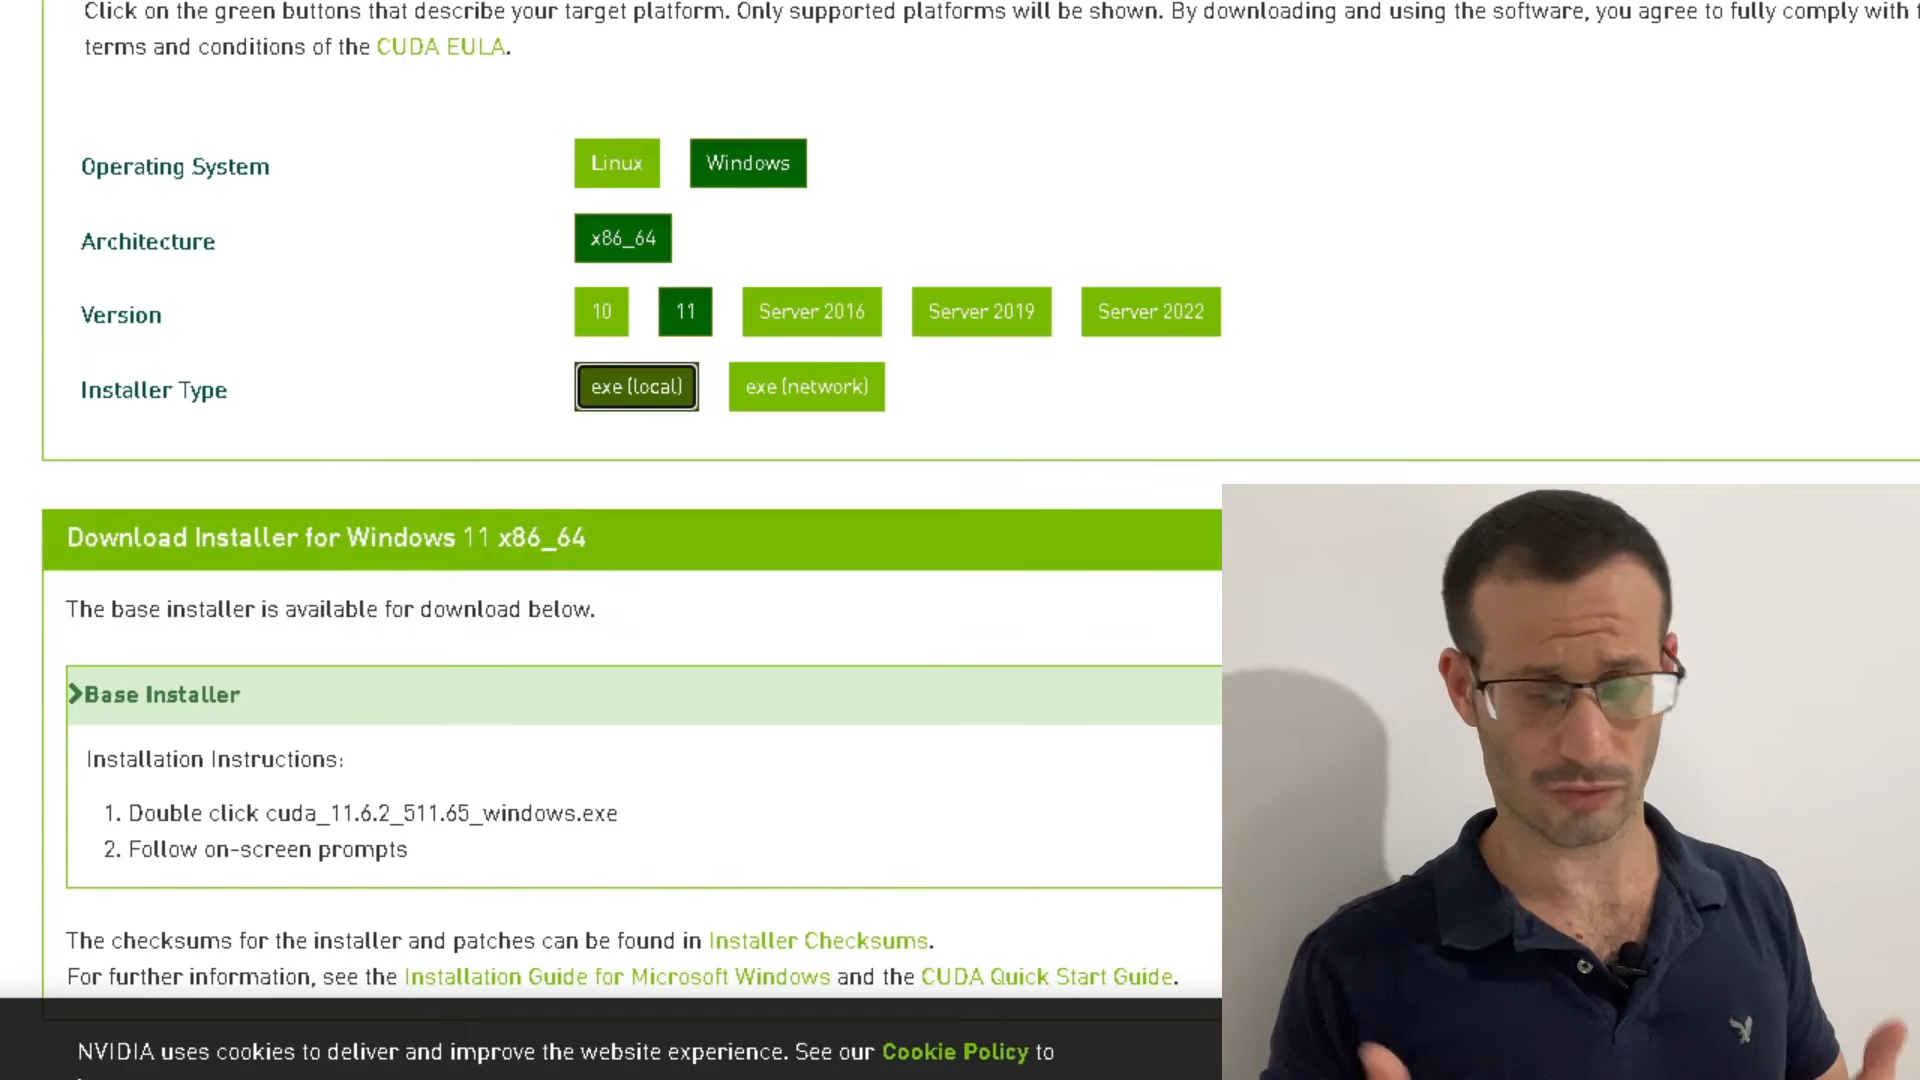 Click on the green buttons that describe your target platform. Only supported platforms will be shown. By downloading and using the software, you agree to fully comply with
terms and conditions of the CUDA EULA.
Operating System
Linux
Windows
Architecture
x86_64
Version
10
11
Server 2016
Server 2019
Server 2022
Installer Type
exe (local)
exe (network)
Download Installer for Windows 11 x86_64
The base installer is available for download below.
Base Installer
Installation Instructions:
1. Double click cuda_11.6.2_511.65_windows.exe
2. Follow on-screen prompts
The checksums for the installer and patches can be found in Installer Checksums.
For further information, see the Installation Guide for Microsoft Windows and the CUDA Quick Start Guide.
NVIDIA uses cookies to deliver and improve the website experience. See our Cookie Policy to